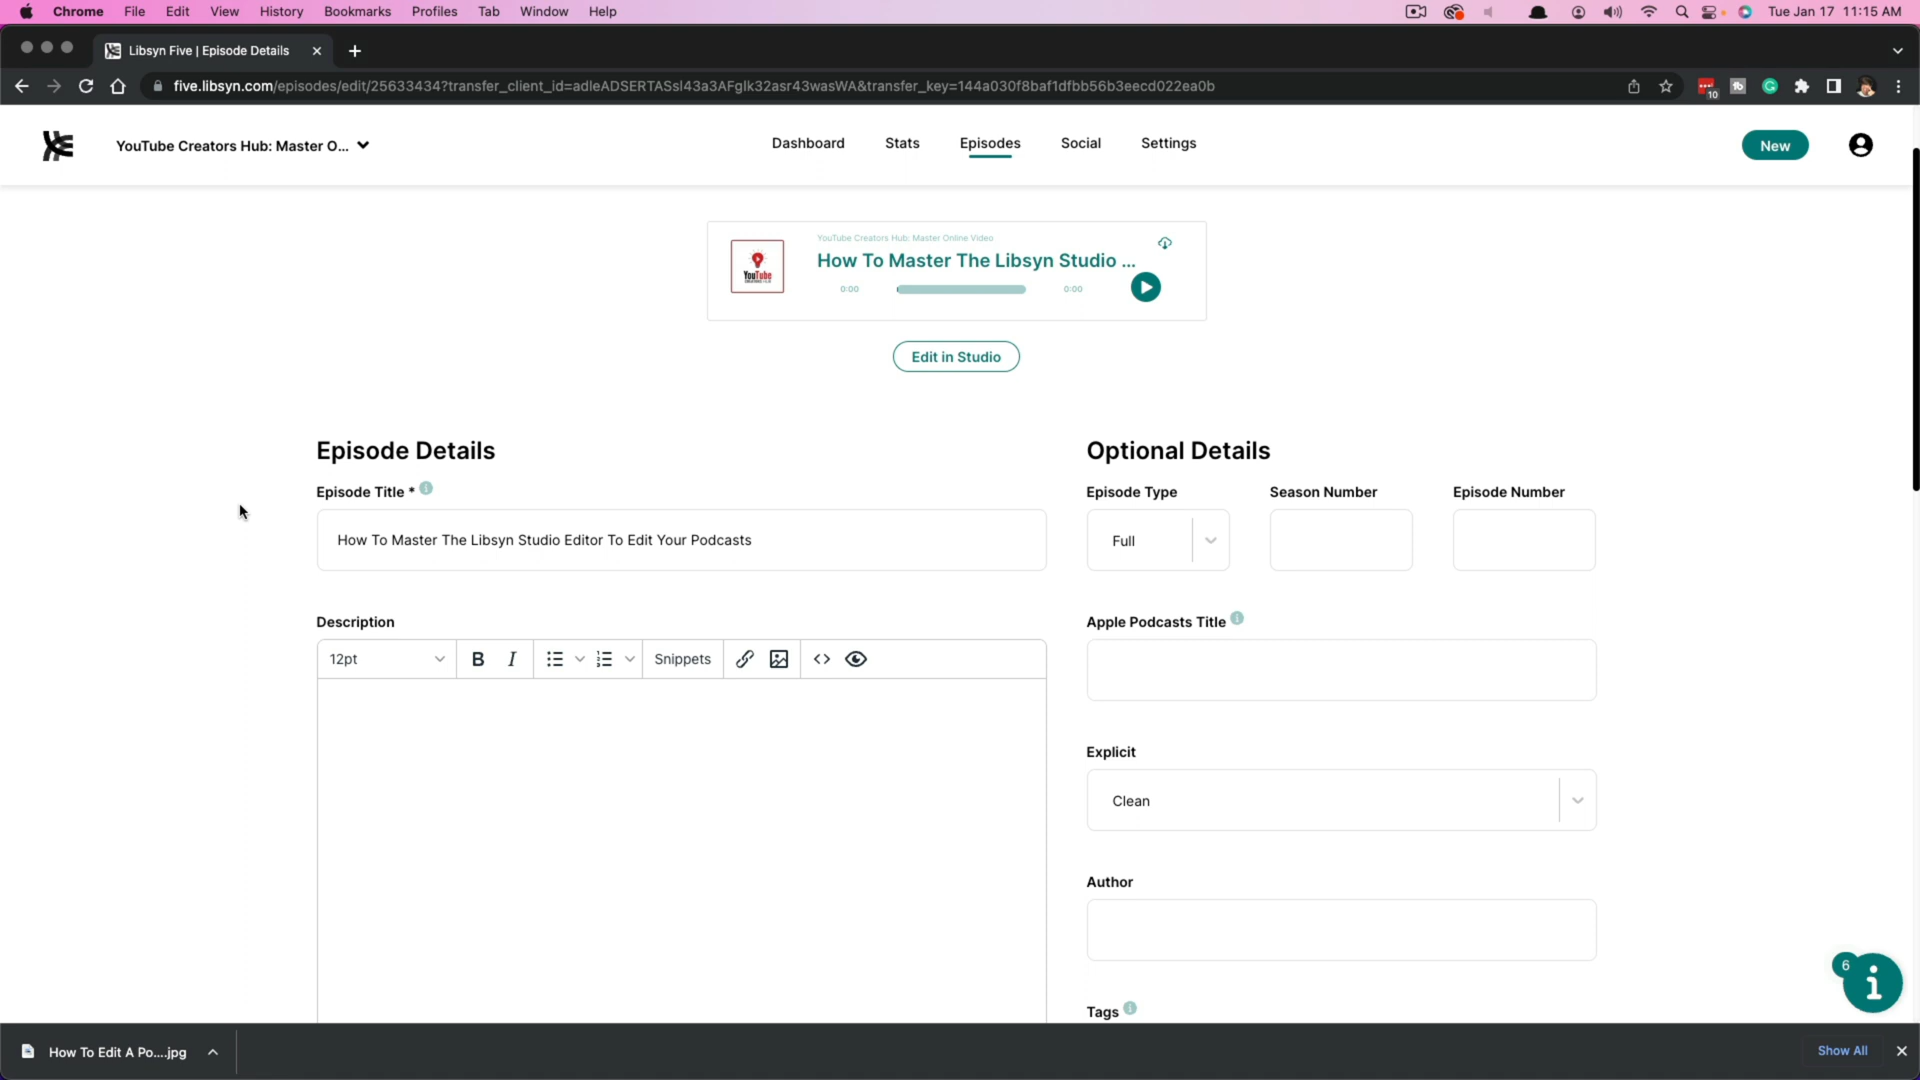 Chrome File Edit View History Bookmarks Profiles Tab Window Help Tue Jan 17 11:15 AM
Libsyn Five | Episode Details
five.libsyn.com/episodes/edit/25633434?transfer_client_id=adleADSERTASsl43a3AFglk32asr43wasWA&transfer_key=144a030f8baf1dfbb56b3eecd022ea0b
10
YouTube Creators Hub: Master O... Dashboard Stats Episodes Social Settings New
YouTube Creators Hub: Master Online Video
How To Master The Libsyn Studio ...
YouTube
0:00 0:00
Edit in Studio
Episode Details
Episode Title *
How To Master The Libsyn Studio Editor To Edit Your Podcasts
Description
12pt B I Snippets
Optional Details
Episode Type Season Number Episode Number
Full
Apple Podcasts Title
Explicit
Clean
Author
Tags
6
How To Edit A Po....jpg Show All